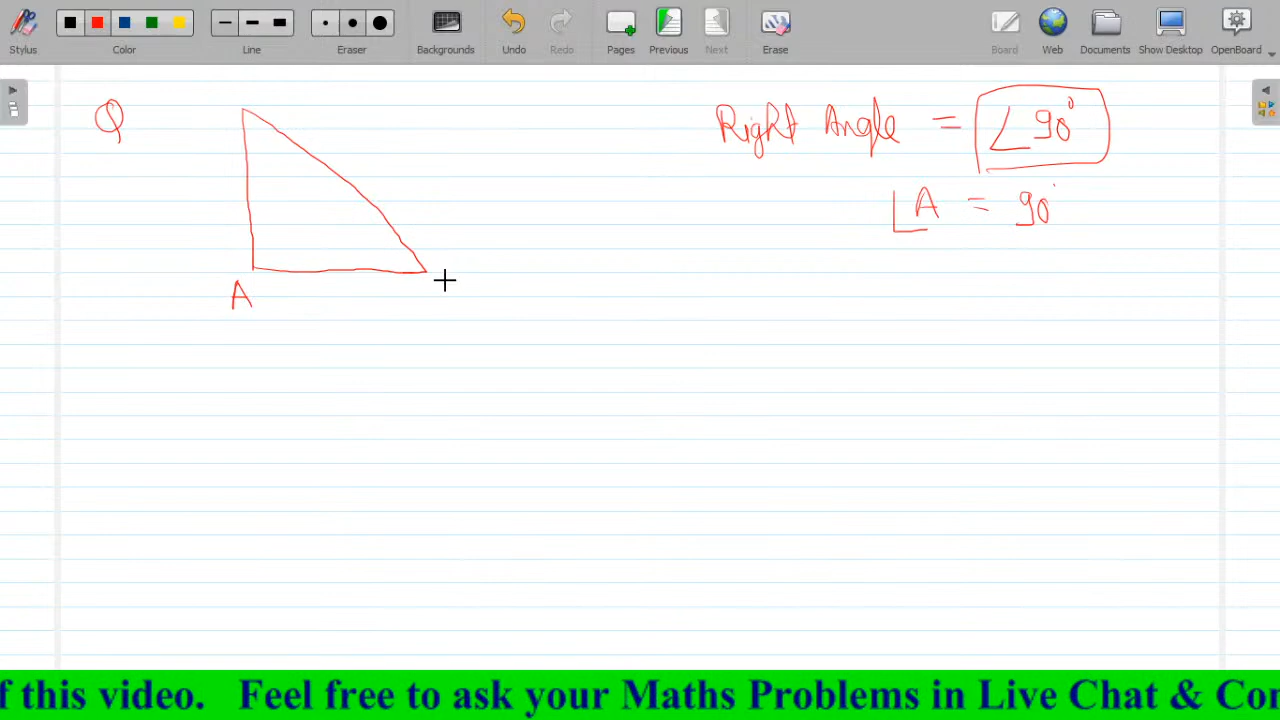 Stylus
Color
Line
Eraser
Backgrounds
Undo
Redo
Pages
Previous
Next
Erase
Board
Web
Documents
Show Desktop
OpenBoard
Q
Right Angle = ∠90°
∠A = 90°
A
f this video. Feel free to ask your Maths Problems in Live Chat & Con